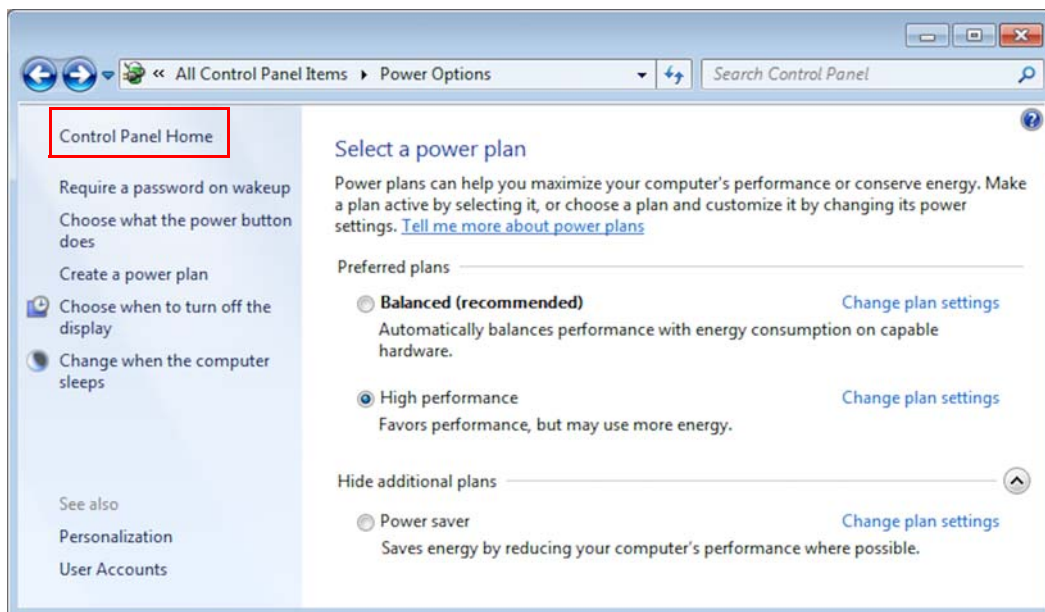 « All Control Panel Items ▸ Power Options
Search Control Panel
Control Panel Home
Require a password on wakeup
Choose what the power button
does
Create a power plan
Choose when to turn off the
display
Change when the computer
sleeps
See also
Personalization
User Accounts
Select a power plan
Power plans can help you maximize your computer's performance or conserve energy. Make
a plan active by selecting it, or choose a plan and customize it by changing its power
settings. Tell me more about power plans
Preferred plans
Balanced (recommended) Change plan settings
Automatically balances performance with energy consumption on capable
hardware.
High performance Change plan settings
Favors performance, but may use more energy.
Hide additional plans
Power saver Change plan settings
Saves energy by reducing your computer's performance where possible.